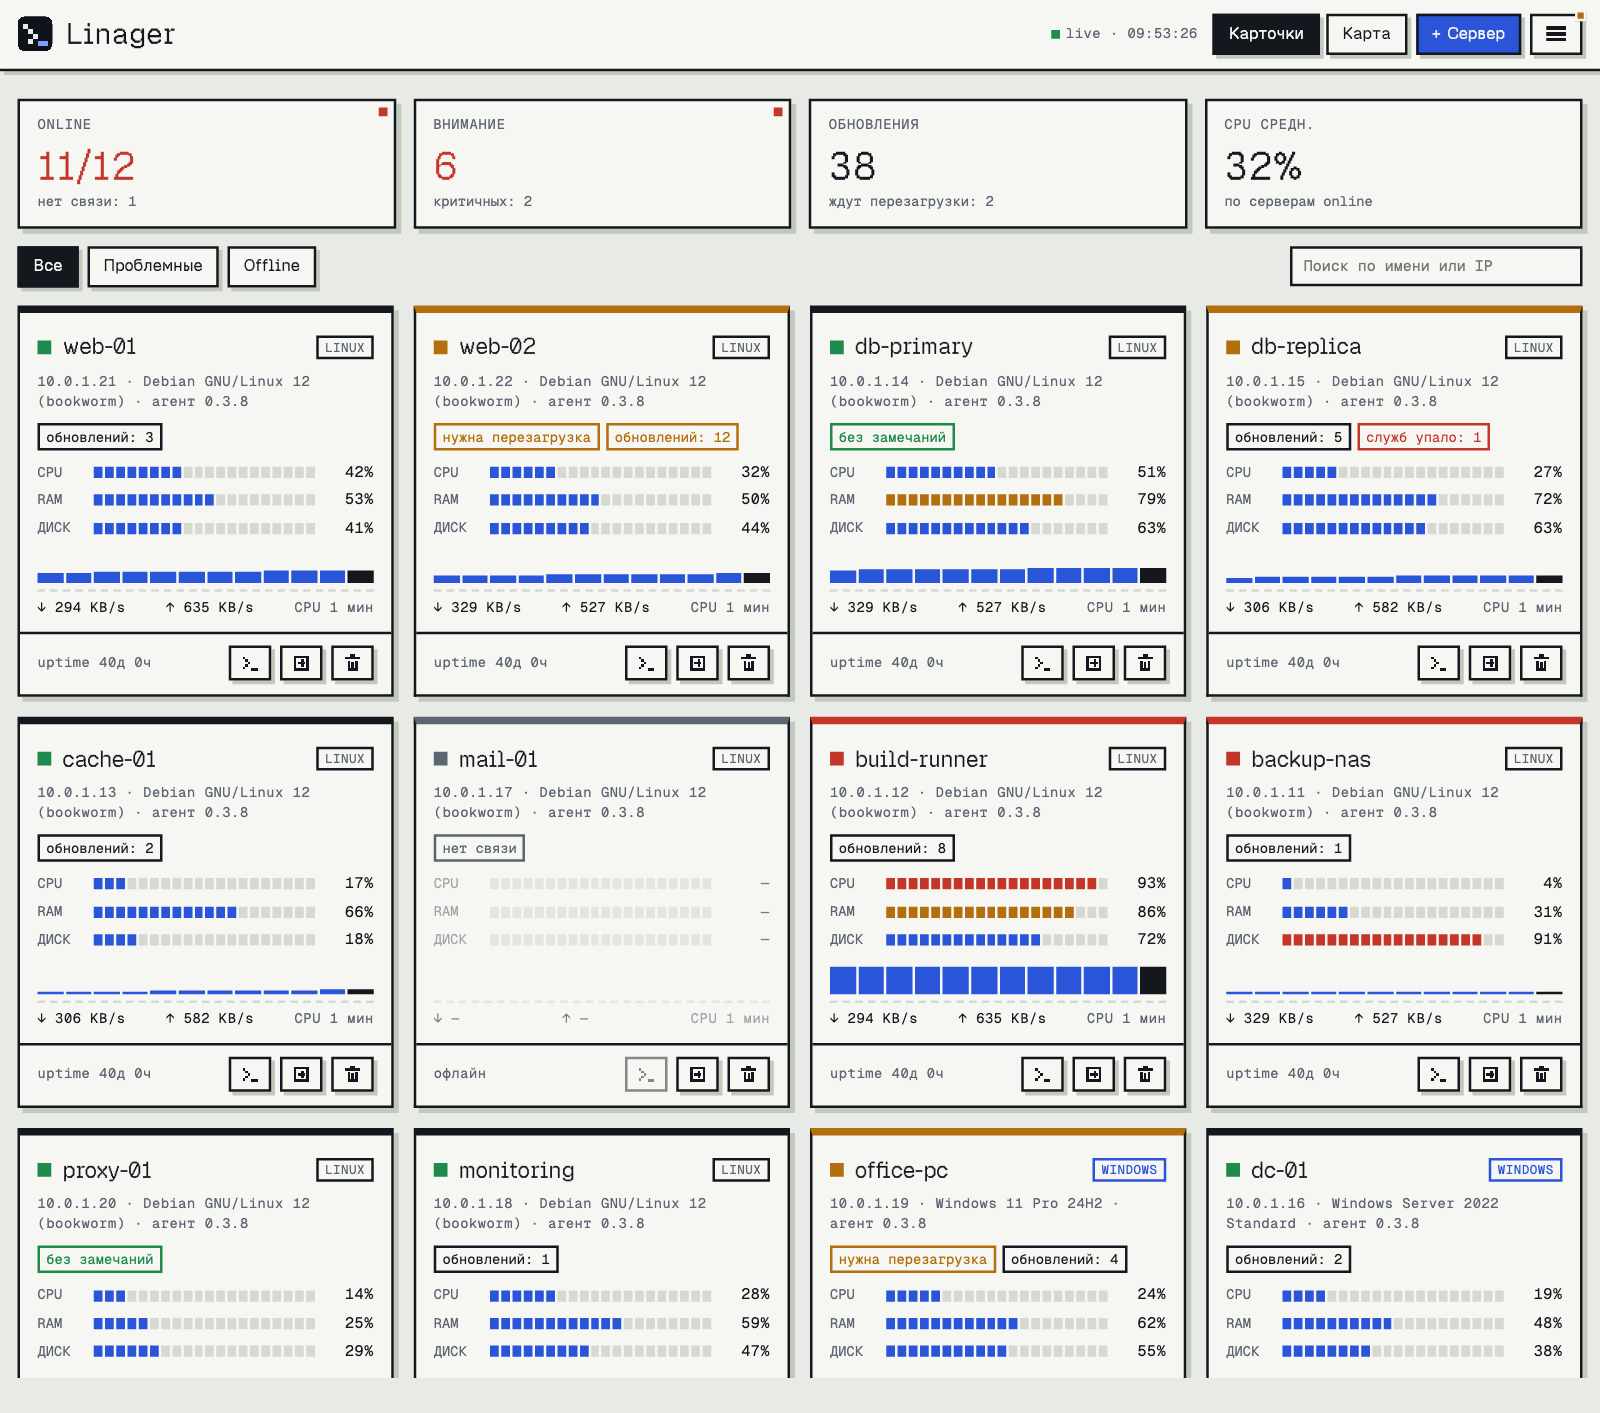 Linager
live · 09:53:26
Карточки
Карта
+ Сервер
ONLINE
11/12
нет связи: 1
ВНИМАНИЕ
6
критичных: 2
ОБНОВЛЕНИЯ
38
ждут перезагрузки: 2
CPU СРЕДН.
32%
по серверам online
Все
Проблемные
Offline
Поиск по имени или IP
web-01
LINUX
10.0.1.21 · Debian GNU/Linux 12
(bookworm) · агент 0.3.8
обновлений: 3
CPU 42%
RAM 53%
ДИСК 41%
↓ 294 KB/s ↑ 635 KB/s CPU 1 мин
uptime 40д 0ч
web-02
LINUX
10.0.1.22 · Debian GNU/Linux 12
(bookworm) · агент 0.3.8
нужна перезагрузка обновлений: 12
CPU 32%
RAM 50%
ДИСК 44%
↓ 329 KB/s ↑ 527 KB/s CPU 1 мин
uptime 40д 0ч
db-primary
LINUX
10.0.1.14 · Debian GNU/Linux 12
(bookworm) · агент 0.3.8
без замечаний
CPU 51%
RAM 79%
ДИСК 63%
↓ 329 KB/s ↑ 527 KB/s CPU 1 мин
uptime 40д 0ч
db-replica
LINUX
10.0.1.15 · Debian GNU/Linux 12
(bookworm) · агент 0.3.8
обновлений: 5 служб упало: 1
CPU 27%
RAM 72%
ДИСК 63%
↓ 306 KB/s ↑ 582 KB/s CPU 1 мин
uptime 40д 0ч
cache-01
LINUX
10.0.1.13 · Debian GNU/Linux 12
(bookworm) · агент 0.3.8
обновлений: 2
CPU 17%
RAM 66%
ДИСК 18%
↓ 306 KB/s ↑ 582 KB/s CPU 1 мин
uptime 40д 0ч
mail-01
LINUX
10.0.1.17 · Debian GNU/Linux 12
(bookworm) · агент 0.3.8
нет связи
CPU –
RAM –
ДИСК –
↓ – ↑ – CPU 1 мин
офлайн
build-runner
LINUX
10.0.1.12 · Debian GNU/Linux 12
(bookworm) · агент 0.3.8
обновлений: 8
CPU 93%
RAM 86%
ДИСК 72%
↓ 294 KB/s ↑ 635 KB/s CPU 1 мин
uptime 40д 0ч
backup-nas
LINUX
10.0.1.11 · Debian GNU/Linux 12
(bookworm) · агент 0.3.8
обновлений: 1
CPU 4%
RAM 31%
ДИСК 91%
↓ 329 KB/s ↑ 527 KB/s CPU 1 мин
uptime 40д 0ч
proxy-01
LINUX
10.0.1.20 · Debian GNU/Linux 12
(bookworm) · агент 0.3.8
без замечаний
CPU 14%
RAM 25%
ДИСК 29%
monitoring
LINUX
10.0.1.18 · Debian GNU/Linux 12
(bookworm) · агент 0.3.8
обновлений: 1
CPU 28%
RAM 59%
ДИСК 47%
office-pc
WINDOWS
10.0.1.19 · Windows 11 Pro 24H2 ·
агент 0.3.8
нужна перезагрузка обновлений: 4
CPU 24%
RAM 62%
ДИСК 55%
dc-01
WINDOWS
10.0.1.16 · Windows Server 2022
Standard · агент 0.3.8
обновлений: 2
CPU 19%
RAM 48%
ДИСК 38%